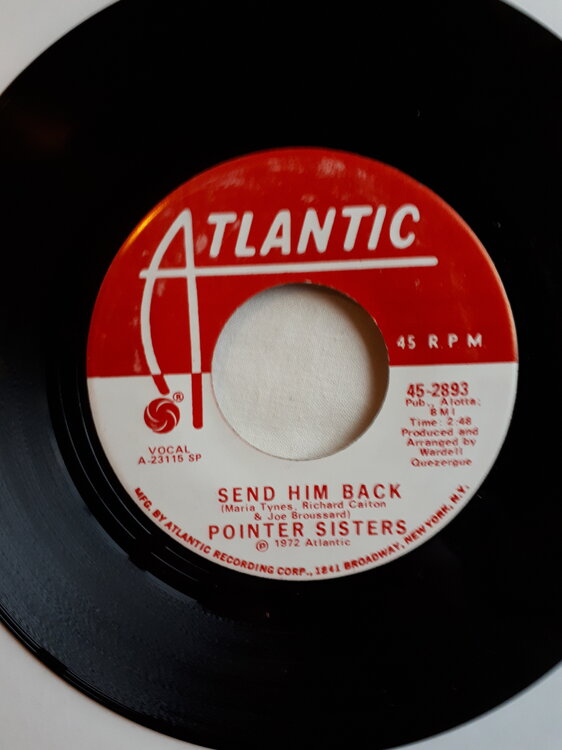 ATLANTIC
45 R P M
®
VOCAL
A-23115 SP
45-2893
Pub., Alotta:
BMI
Time: 2:48
Produced and
Arranged by
Wardell
Quezergue
SEND HIM BACK
(Maria Tynes, Richard Caiton
& Joe Broussard)
POINTER SISTERS
℗ 1972 Atlantic
MFG. BY ATLANTIC RECORDING CORP., 1841 BROADWAY, NEW YORK, N.Y.